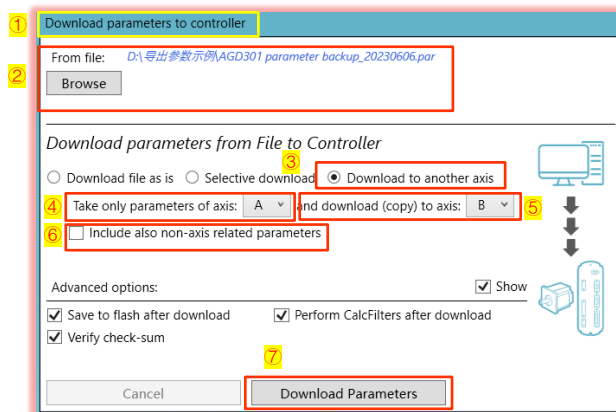 ① Download parameters to controller
From file: D:\导出参数示例\AGD301 parameter backup_20230606.par
② Browse
Download parameters from File to Controller
③
Download file as is Selective download Download to another axis
④ Take only parameters of axis: A and download (copy) to axis: B ⑤
⑥ Include also non-axis related parameters
Advanced options: Show
Save to flash after download Perform CalcFilters after download
Verify check-sum
⑦
Cancel Download Parameters